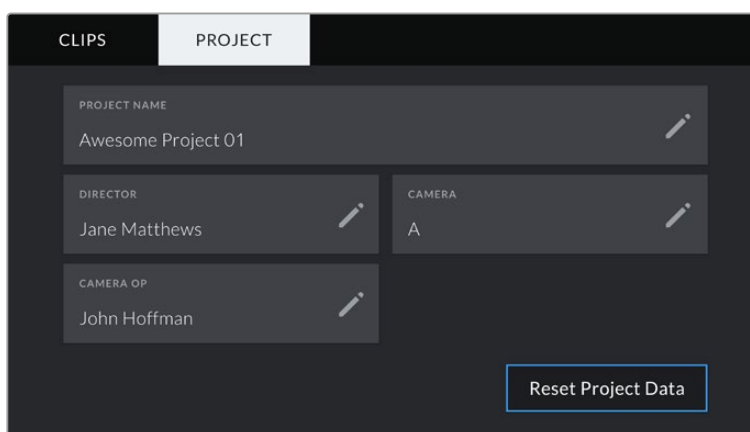 CLIPS PROJECT
PROJECT NAME
Awesome Project 01
DIRECTOR
Jane Matthews
CAMERA
A
CAMERA OP
John Hoffman
Reset Project Data